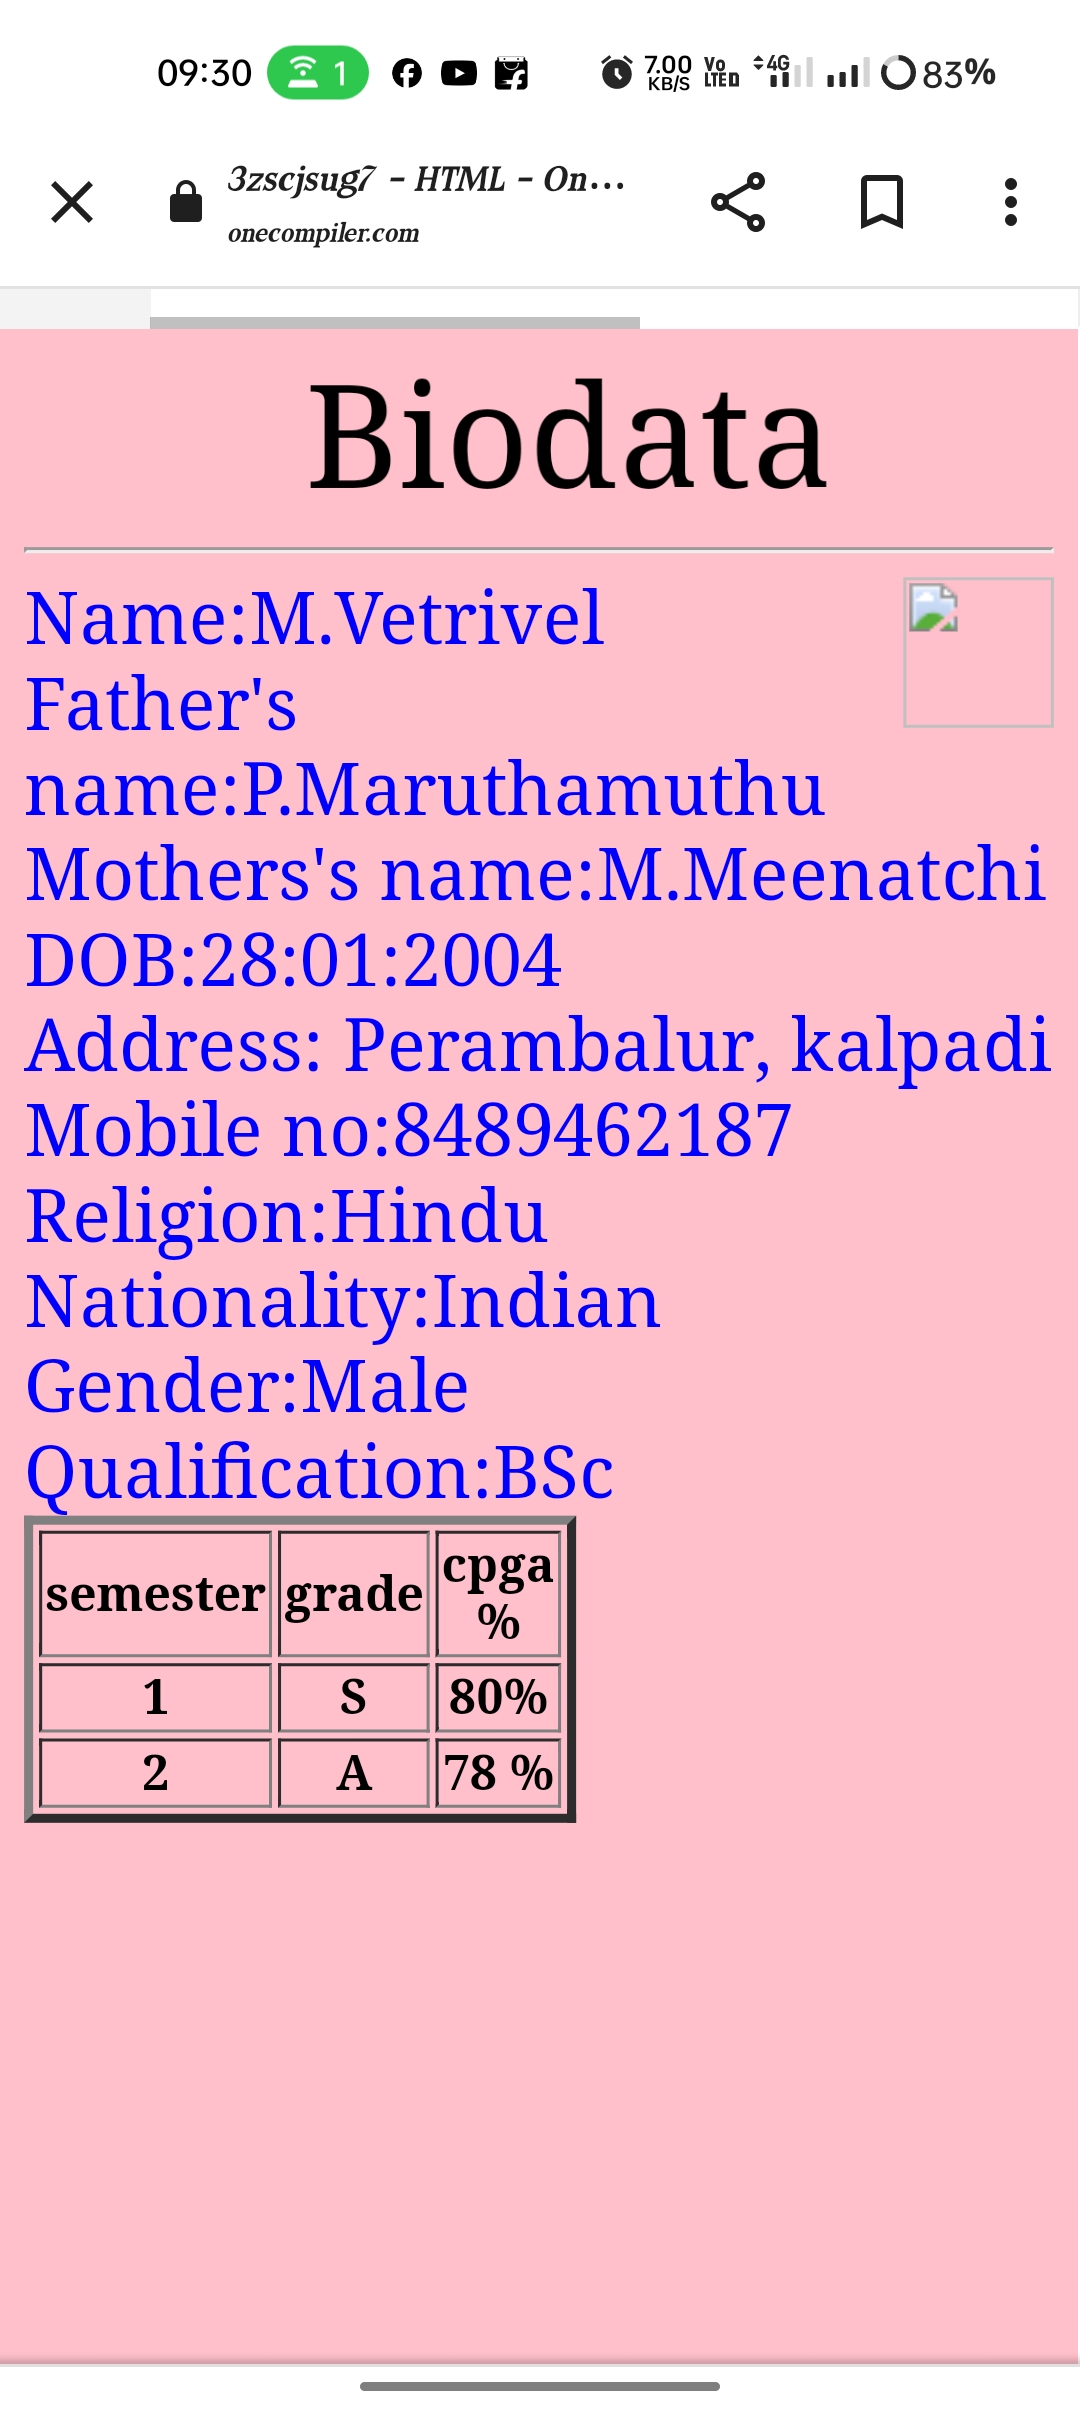 09:30 1 7.00 KB/S Vo LTED 4G 83%
3zscjsug7 - HTML - On...
onecompiler.com
Biodata
Name:M.Vetrivel
Father's
name:P.Maruthamuthu
Mothers's name:M.Meenatchi
DOB:28:01:2004
Address: Perambalur, kalpadi
Mobile no:8489462187
Religion:Hindu
Nationality:Indian
Gender:Male
Qualification:BSc
semester grade cpga %
1 S 80%
2 A 78 %